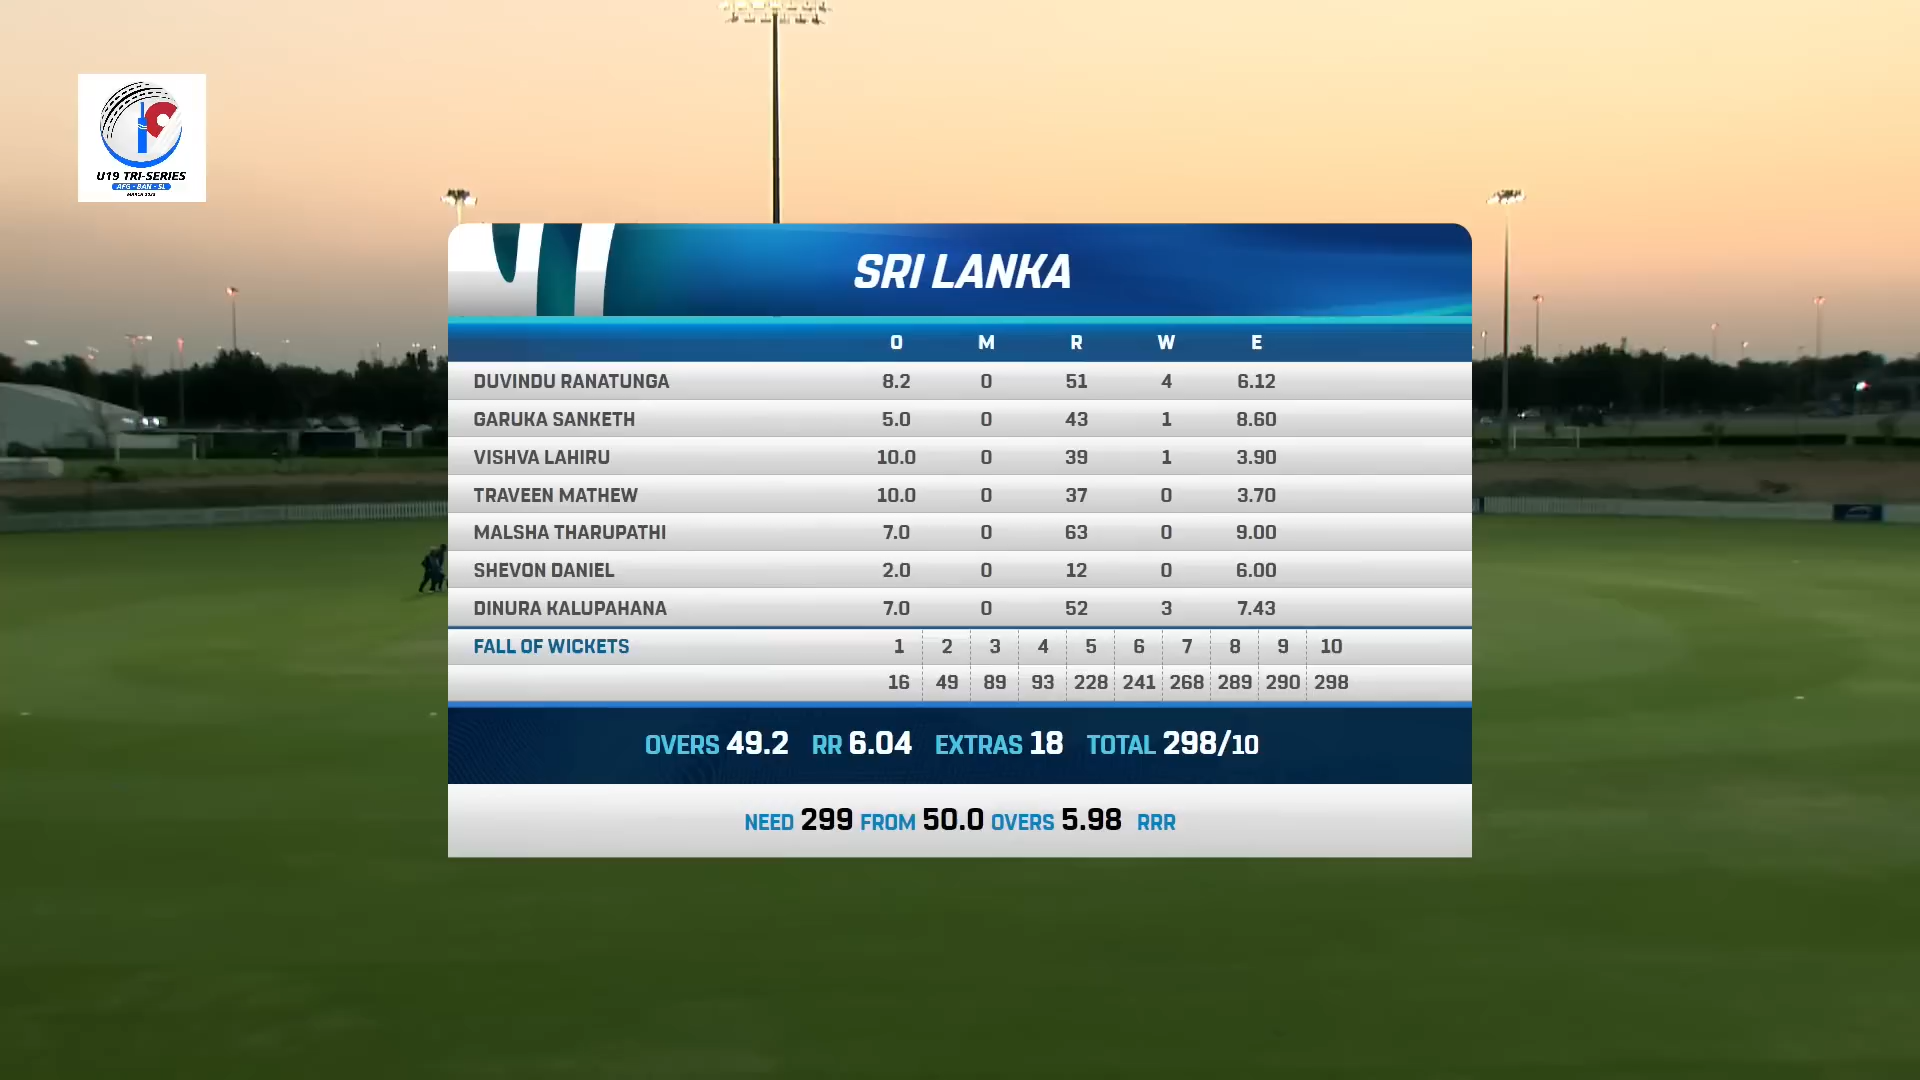 U19 TRI-SERIES
AFG - BAN - SL
SRI LANKA
O M R W E
DUVINDU RANATUNGA 8.2 0 51 4 6.12
GARUKA SANKETH 5.0 0 43 1 8.60
VISHVA LAHIRU 10.0 0 39 1 3.90
TRAVEEN MATHEW 10.0 0 37 0 3.70
MALSHA THARUPATHI 7.0 0 63 0 9.00
SHEVON DANIEL 2.0 0 12 0 6.00
DINURA KALUPAHANA 7.0 0 52 3 7.43
FALL OF WICKETS 1 2 3 4 5 6 7 8 9 10
16 49 89 93 228 241 268 289 290 298
OVERS 49.2 RR 6.04 EXTRAS 18 TOTAL 298/10
NEED 299 FROM 50.0 OVERS 5.98 RRR